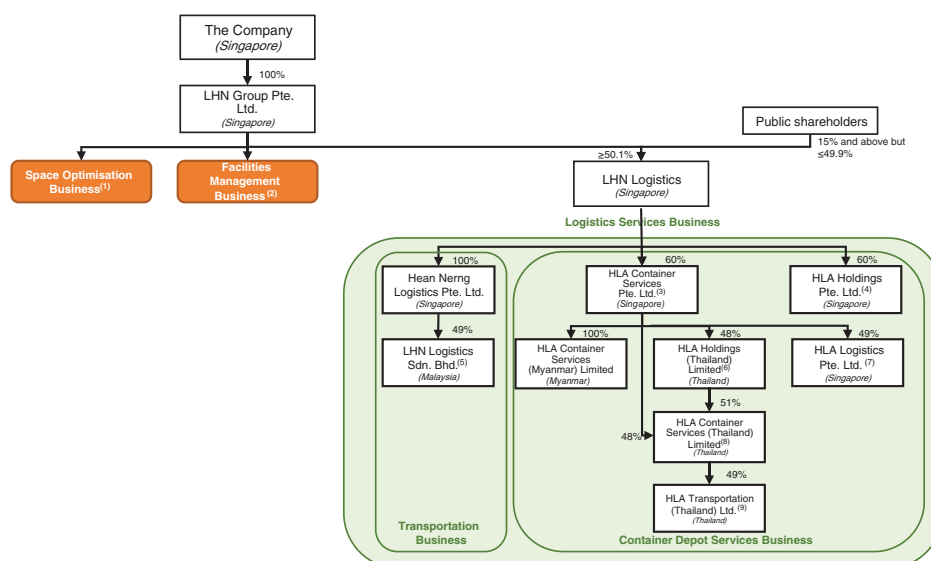 The Company
(Singapore)
100%
LHN Group Pte.
Ltd.
(Singapore)
Public shareholders
15% and above but
≤49.9%
≥50.1%
Space Optimisation
Business(1)
Facilities
Management
Business(2)
LHN Logistics
(Singapore)
Logistics Services Business
100%
60%
60%
Hean Nerng
Logistics Pte. Ltd.
(Singapore)
HLA Container
Services
Pte. Ltd.(3)
(Singapore)
HLA Holdings
Pte. Ltd.(4)
(Singapore)
49%
100%
48%
49%
LHN Logistics
Sdn. Bhd.(5)
(Malaysia)
HLA Container
Services
(Myanmar) Limited
(Myanmar)
HLA Holdings
(Thailand)
Limited(6)
(Thailand)
HLA Logistics
Pte. Ltd.(7)
(Singapore)
51%
48%
HLA Container
Services (Thailand)
Limited(8)
(Thailand)
49%
HLA Transportation
(Thailand) Ltd.(9)
(Thailand)
Transportation
Business
Container Depot Services Business